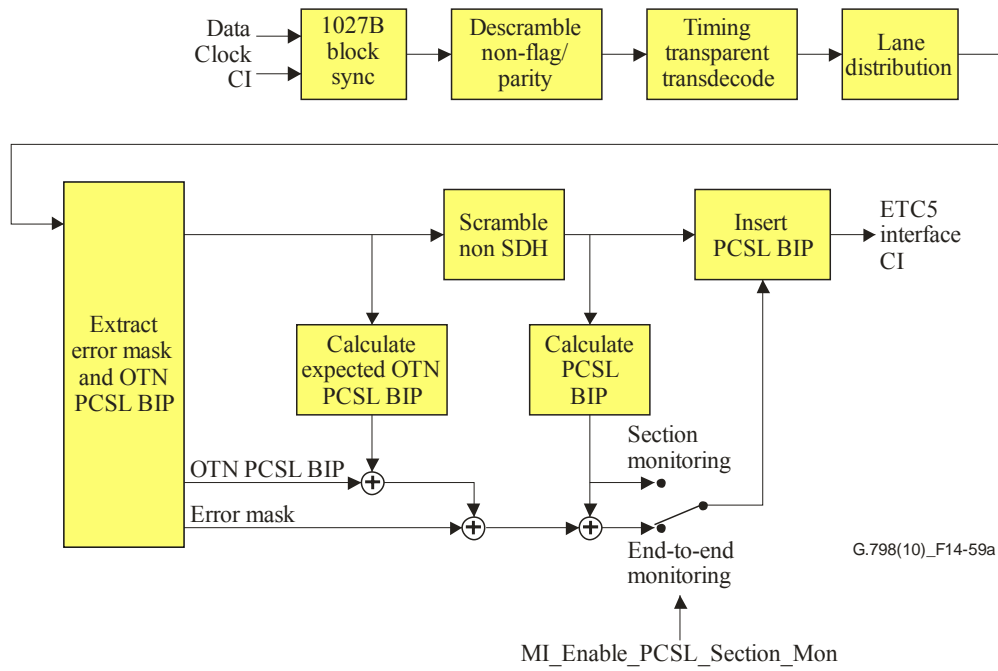 Data
Clock
CI
1027B
block
sync
Descramble
non-flag/
parity
Timing
transparent
transdecode
Lane
distribution
Extract
error mask
and OTN
PCSL BIP
Scramble
non SDH
Insert
PCSL BIP
ETC5
interface
CI
Calculate
expected OTN
PCSL BIP
Calculate
PCSL
BIP
Section
monitoring
OTN PCSL BIP
Error mask
End-to-end
monitoring
G.798(10)_F14-59a
MI_Enable_PCSL_Section_Mon